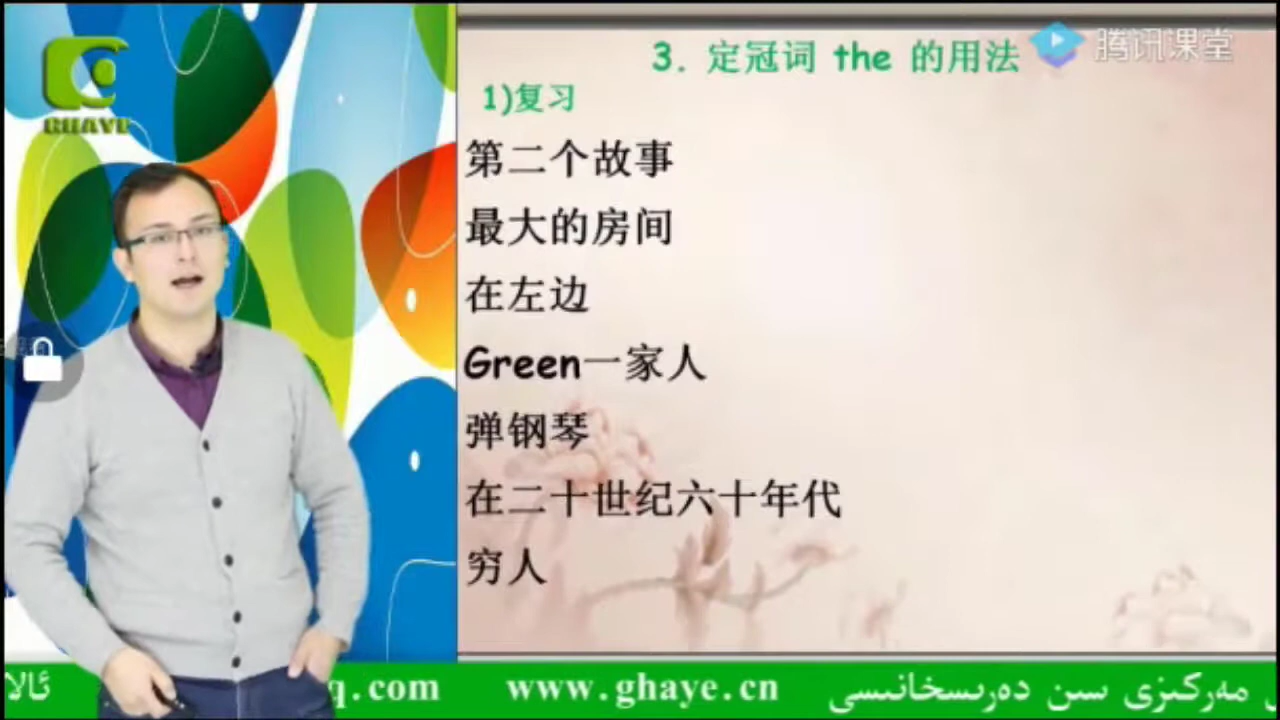 GHAYE
3. 定冠词 the 的用法
腾讯课堂
1)复习
第二个故事
最大的房间
在左边
Green一家人
弹钢琴
在二十世纪六十年代
穷人
q.com www.ghaye.cn مەركىزى سىن دەرىسخانىسى